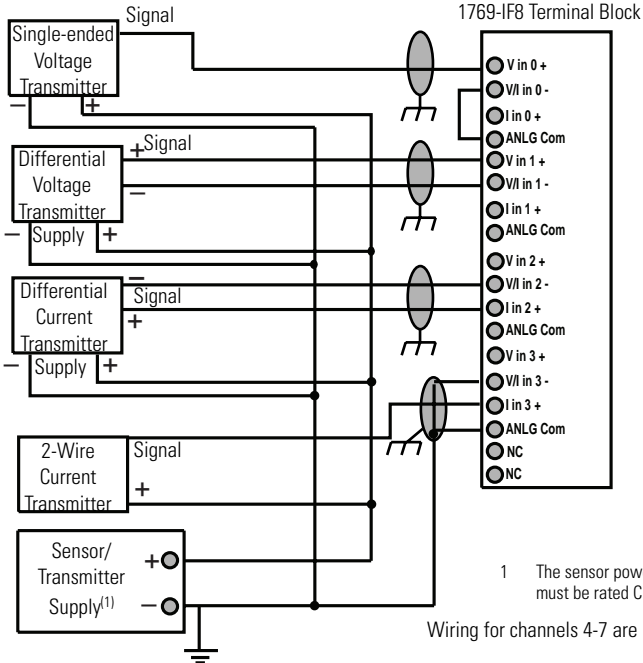 1769-IF8 Terminal Block
Signal
Single-ended
Voltage
Transmitter
− +
Differential
Voltage
Transmitter
+Signal
−
− Supply +
Differential
Current
Transmitter
−
Signal
+
− Supply +
2-Wire
Current
Transmitter
Signal
+
Sensor/
Transmitter
Supply(1)
+
−
V in 0 +
V/I in 0 -
I in 0 +
ANLG Com
V in 1 +
V/I in 1 -
I in 1 +
ANLG Com
V in 2 +
V/I in 2 -
I in 2 +
ANLG Com
V in 3 +
V/I in 3 -
I in 3 +
ANLG Com
NC
NC
1 The sensor pow
must be rated C
Wiring for channels 4-7 are